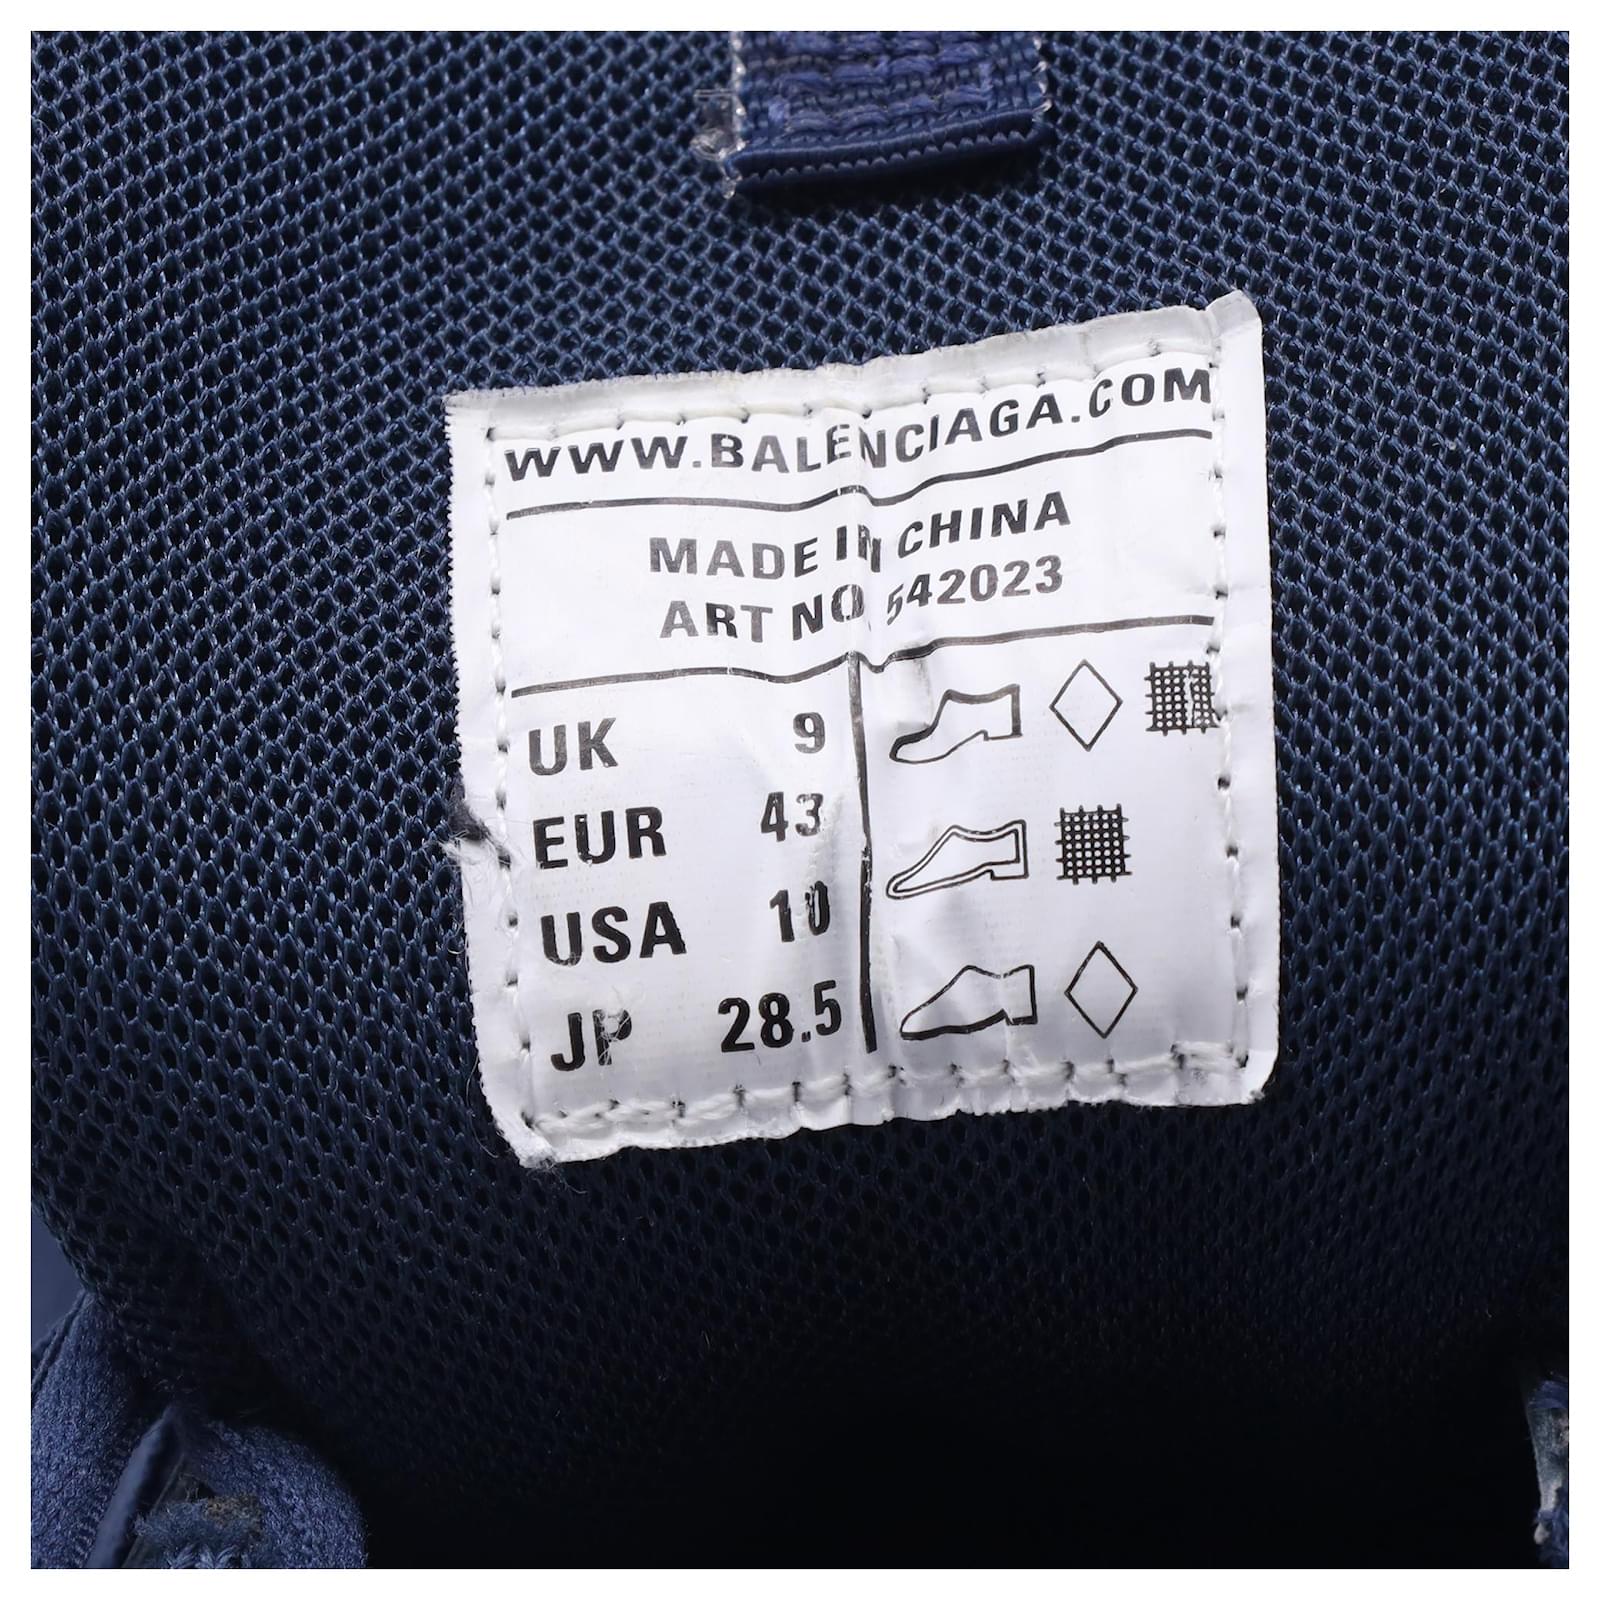 WWW.BALENCIAGA.COM
MADE IN CHINA
ART NO 542023
UK 9
EUR 43
USA 10
JP 28.5